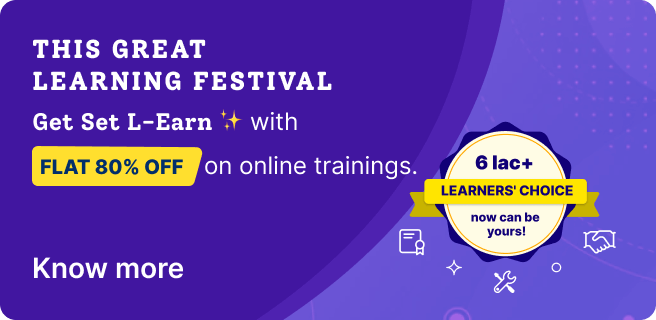 THIS GREAT
LEARNING FESTIVAL
Get Set L-Earn ✨ with
FLAT 80% OFF on online trainings.
Know more
6 lac+
LEARNERS' CHOICE
now can be
yours!